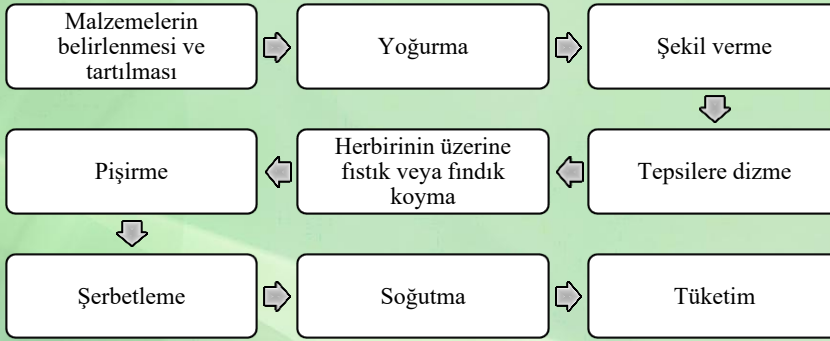 Malzemelerin
belirlenmesi ve
tartılması
Yoğurma
Şekil verme
Tepsilere dizme
Herbirinin üzerine
fıstık veya fındık
koyma
Pişirme
Şerbetleme
Soğutma
Tüketim